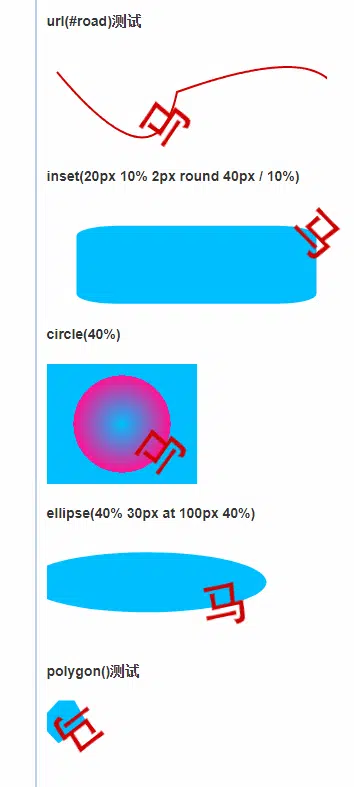 url(#road)测试
马
inset(20px 10% 2px round 40px / 10%)
马
circle(40%)
马
ellipse(40% 30px at 100px 40%)
马
polygon()测试
马